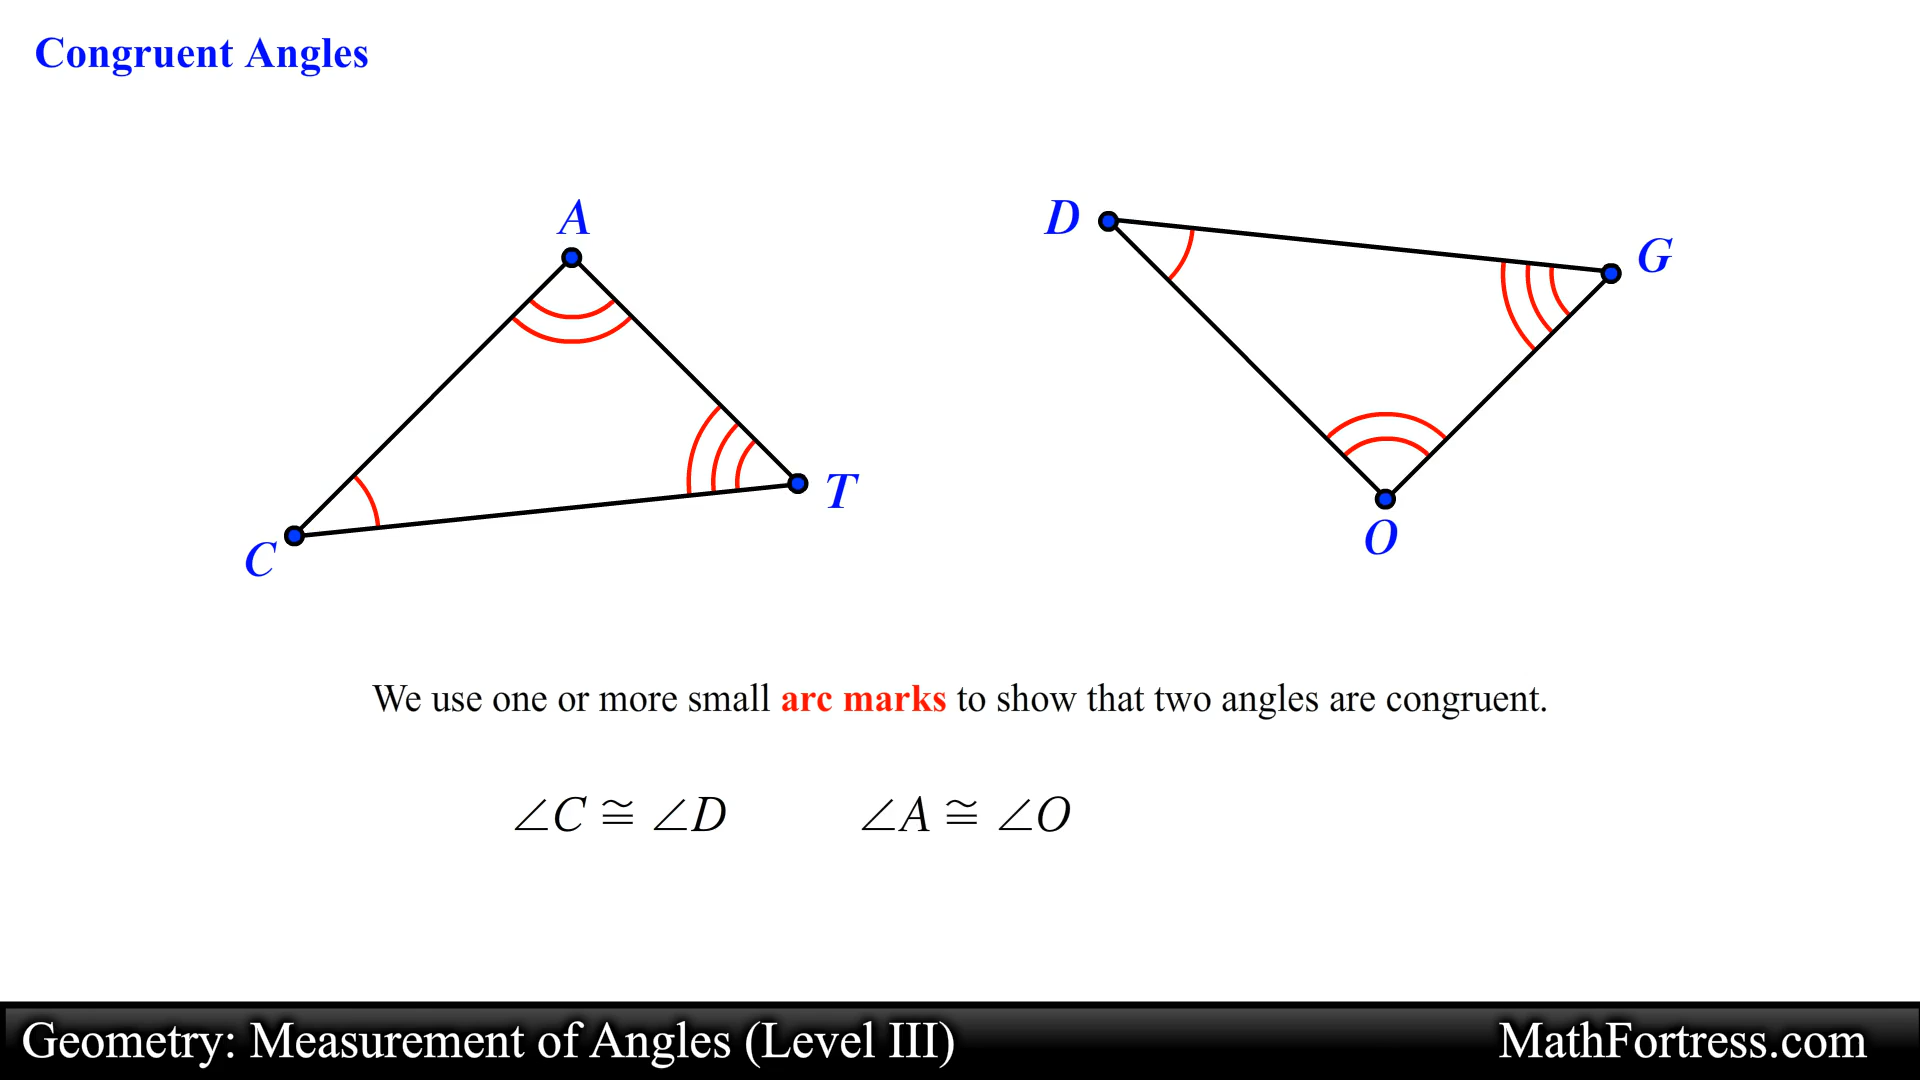 Congruent Angles
A
D
G
T
C
O
We use one or more small arc marks to show that two angles are congruent.
∠C ≅ ∠D ∠A ≅ ∠O
Geometry: Measurement of Angles (Level III) MathFortress.com